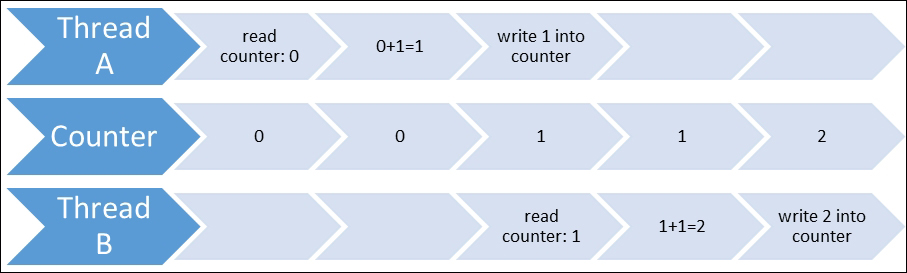 Thread
A
read
counter: 0
0+1=1
write 1 into
counter
Counter
0
0
1
1
2
Thread
B
read
counter: 1
1+1=2
write 2 into
counter